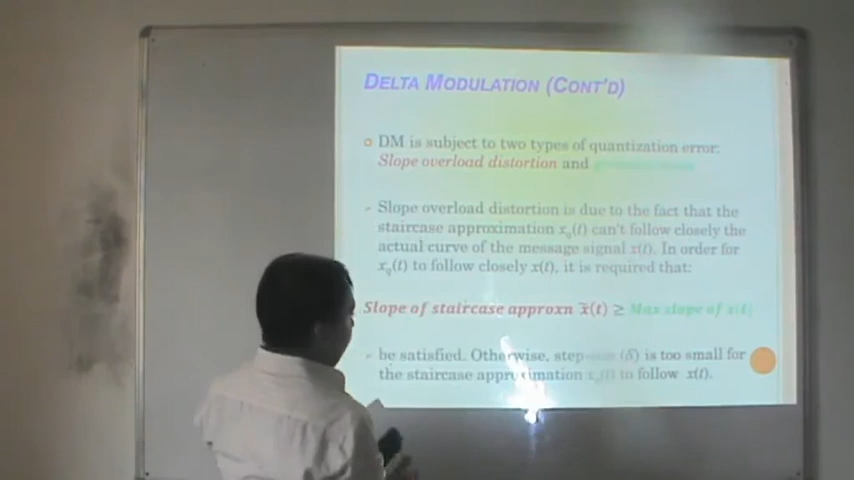 DELTA MODULATION (CONT'D)
DM is subject to two types of quantization error:
Slope overload distortion and
Slope overload distortion is due to the fact that the
staircase approximation x_q(t) can't follow closely the
actual curve of the message signal x(t). In order for
x_q(t) to follow closely x(t), it is required that:
Slope of staircase approxn x̃(t) ≥ Max slope of x(t)
be satisfied. Otherwise, step-size (δ) is too small for
the staircase approximation x_q(t) to follow x(t).